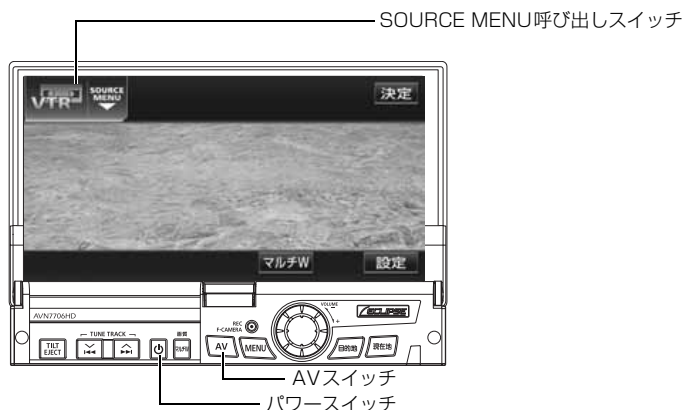 SOURCE MENU呼び出しスイッチ
VTR
SOURCE
MENU
決定
マルチW
設定
AVN7706HD
VOLUME
ECLIPSE
REC
F-CAMERA
TUNE TRACK
画質
TILT
EJECT
AV
MENU
目的地
現在地
AVスイッチ
パワースイッチ